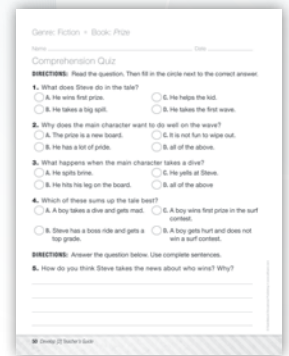 Genre: Fiction • Book: Prize
Name Date
Comprehension Quiz
DIRECTIONS: Read the question. Then fill in the circle next to the correct answer.
1. What does Steve do in the tale?
A. He wins first prize. C. He helps the kid.
B. He takes a big spill. B. He takes the first wave.
2. Why does the main character want to do well on the wave?
A. The prize is a new board. C. It is not fun to wipe out.
B. He has a lot of pride. B. all of the above.
3. What happens when the main character takes a dive?
A. He spits brine. C. He yells at Steve.
B. He hits his leg on the board. B. all of the above
4. Which of these sums up the tale best?
A. A boy takes a dive and gets mad. C. A boy wins first prize in the surf
contest.
B. Steve has a boss ride and gets a B. A boy gets hurt and does not
top grade. win a surf contest.
DIRECTIONS: Answer the question below. Use complete sentences.
5. How do you think Steve takes the news about who wins? Why?
Teacher's Guide